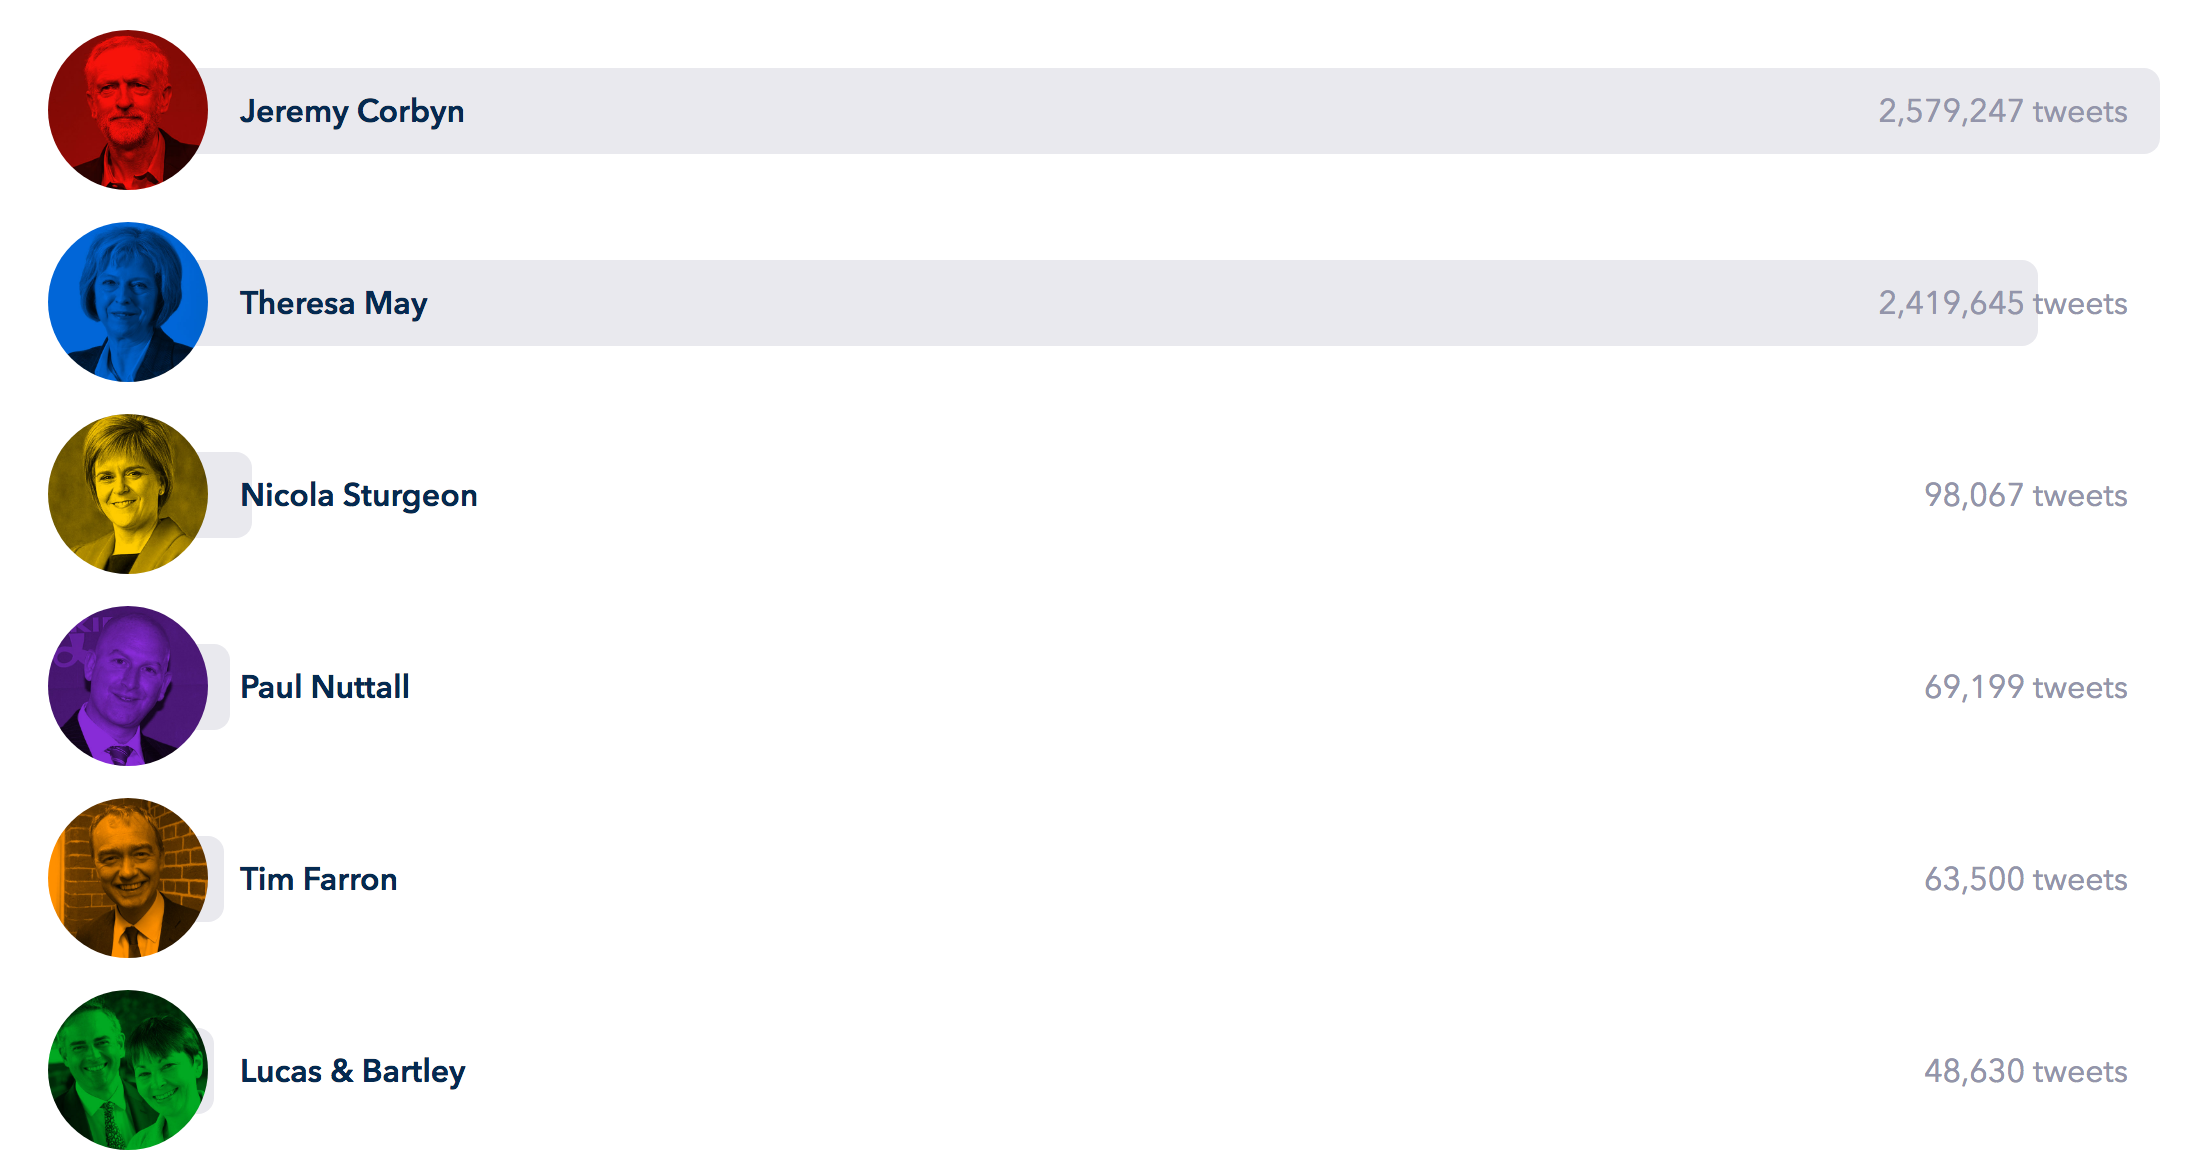 Jeremy Corbyn 2,579,247 tweets
Theresa May 2,419,645 tweets
Nicola Sturgeon 98,067 tweets
Paul Nuttall 69,199 tweets
Tim Farron 63,500 tweets
Lucas & Bartley 48,630 tweets